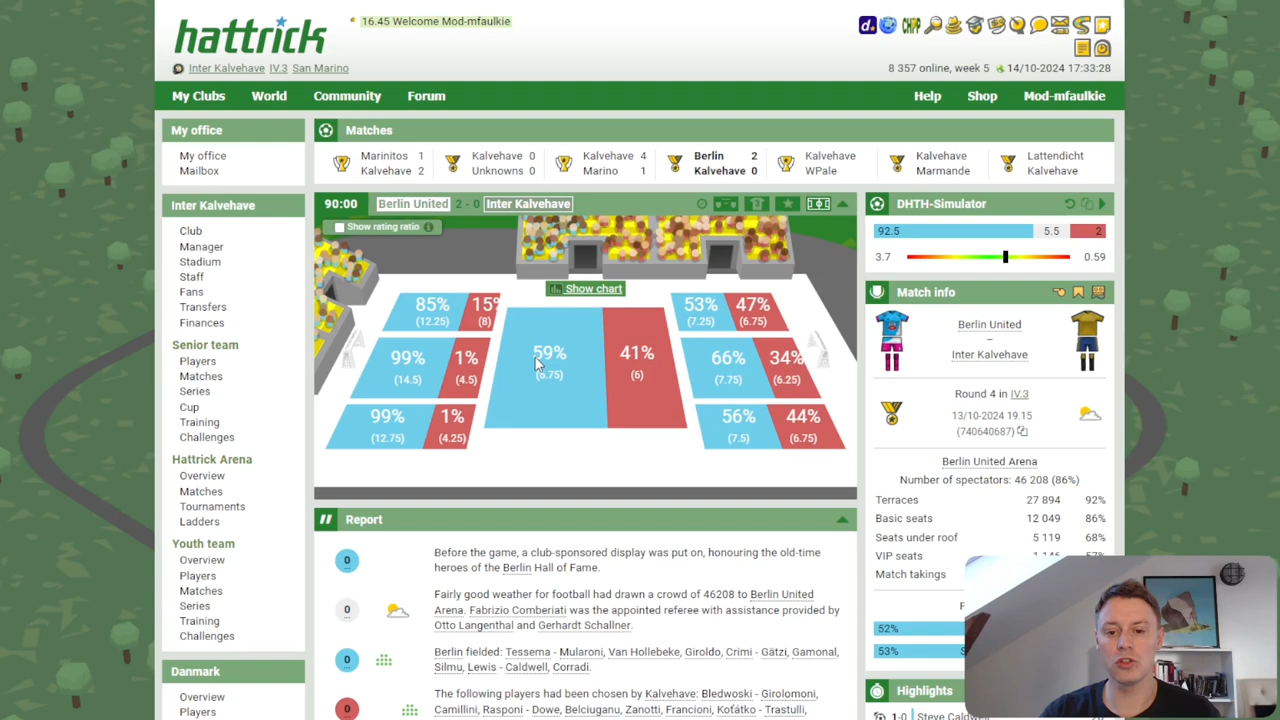 hattrick
16.45 Welcome Mod-mfaulkie
CHPP
Inter Kalvehave IV.3 San Marino
8 357 online, week 5 14/10-2024 17:33:28
My Clubs World Community Forum Help Shop Mod-mfaulkie
My office
My office
Mailbox
Inter Kalvehave
Club
Manager
Stadium
Staff
Fans
Transfers
Finances
Senior team
Players
Matches
Series
Cup
Training
Challenges
Hattrick Arena
Overview
Matches
Tournaments
Ladders
Youth team
Overview
Players
Matches
Series
Training
Challenges
Danmark
Overview
Players
Matches
Marinitos 1
Kalvehave 2
Kalvehave 0
Unknowns 0
Kalvehave 4
Marino 1
Berlin 2
Kalvehave 0
Kalvehave
WPale
Kalvehave
Marmande
Lattendicht
Kalvehave
90:00 Berlin United 2 - 0 Inter Kalvehave
Show rating ratio
Show chart
85% 15%
(12.25) (8)
99% 1%
(14.5) (4.5)
99% 1%
(12.75) (4.25)
59% 41%
(6.75) (6)
53% 47%
(7.25) (6.75)
66% 34%
(7.75) (6.25)
56% 44%
(7.5) (6.75)
Report
0 Before the game, a club-sponsored display was put on, honouring the old-time
heroes of the Berlin Hall of Fame.
0 Fairly good weather for football had drawn a crowd of 46208 to Berlin United
Arena. Fabrizio Comberiati was the appointed referee with assistance provided by
Otto Langenthal and Gerhardt Schallner.
0 Berlin fielded: Tessema - Mularoni, Van Hollebeke, Giroldo, Crimi - Gätzi, Gamonal,
Silmu, Lewis - Caldwell, Corradi.
0 The following players had been chosen by Kalvehave: Bledwoski - Girolomoni,
Camillini, Rasponi - Dowe, Belciuganu, Zanotti, Francioni, Koťátko - Trastulli,
DHTH-Simulator
92.5 5.5 2
3.7 0.59
Match info
Berlin United
–
Inter Kalvehave
Round 4 in IV.3
13/10-2024 19.15
(740640687)
Berlin United Arena
Number of spectators: 46 208 (86%)
Terraces 27 894 92%
Basic seats 12 049 86%
Seats under roof 5 119 68%
VIP seats 1 146 57%
Match takings
52%
53%
Highlights
1-0 Steve Caldwell